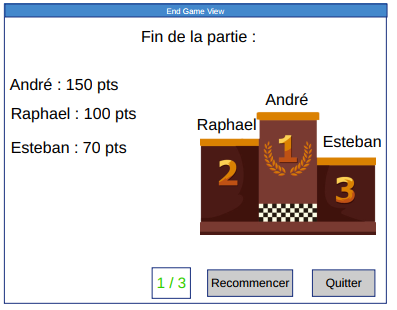 End Game View
Fin de la partie :
André : 150 pts
Raphael : 100 pts
Esteban : 70 pts
André
Raphael
Esteban
1
2
3
1 / 3
Recommencer
Quitter